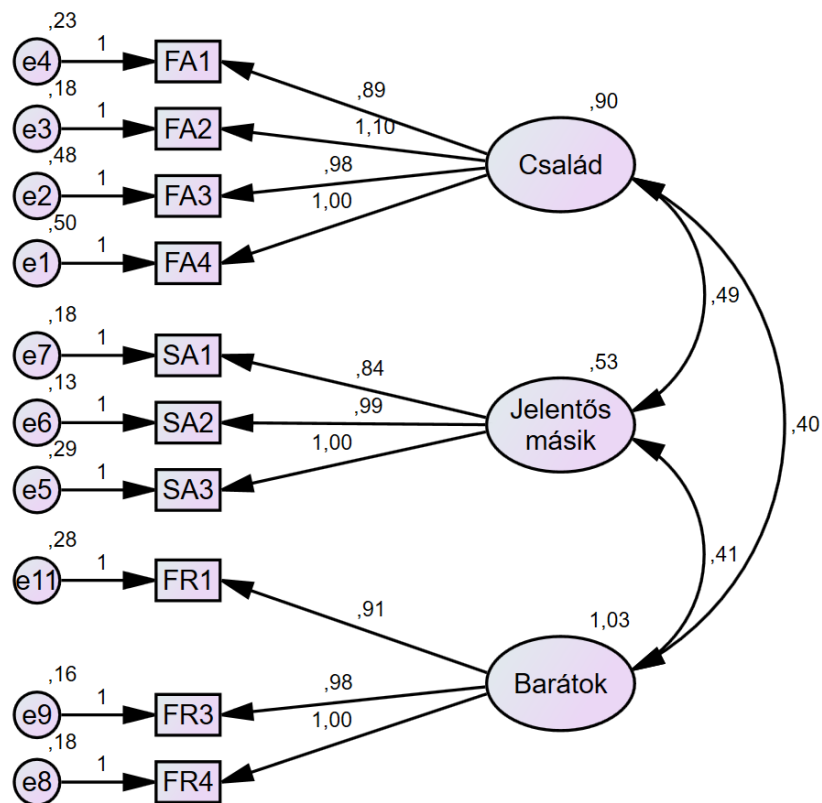 ,23
e4
1
FA1
,89
,90
,18
e3
1
FA2
1,10
Család
,48
e2
1
FA3
,98
,50
e1
1
FA4
1,00
,49
,18
e7
1
SA1
,84
,53
,13
e6
1
SA2
,99
Jelentős
másik
,40
,29
e5
1
SA3
1,00
,28
e11
1
FR1
,91
,41
1,03
,16
e9
1
FR3
,98
Barátok
,18
e8
1
FR4
1,00